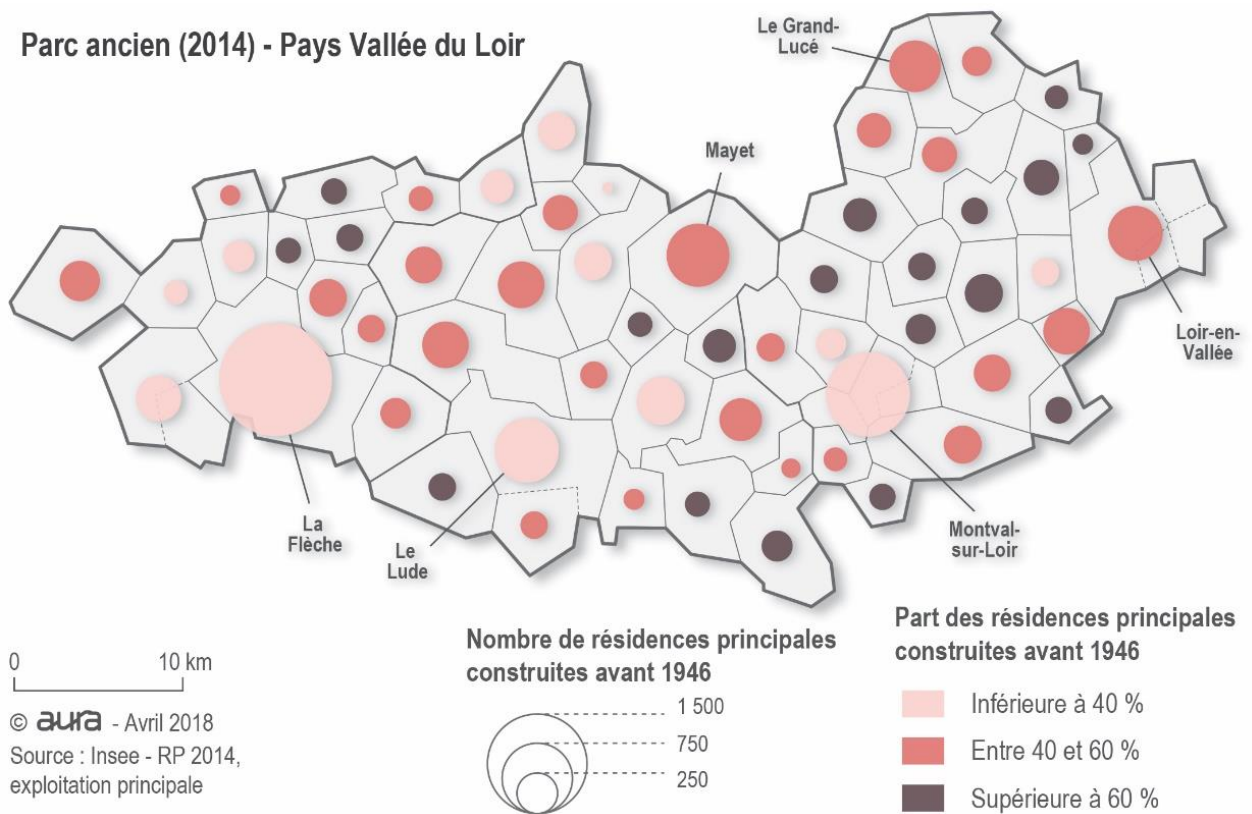 Parc ancien (2014) - Pays Vallée du Loir
Le Grand-
Lucé
Mayet
Loir-en-
Vallée
La
Flèche
Le
Lude
Montval-
sur-Loir
0 10 km
© aura - Avril 2018
Source : Insee - RP 2014,
exploitation principale
Nombre de résidences principales
construites avant 1946
1 500
750
250
Part des résidences principales
construites avant 1946
Inférieure à 40 %
Entre 40 et 60 %
Supérieure à 60 %